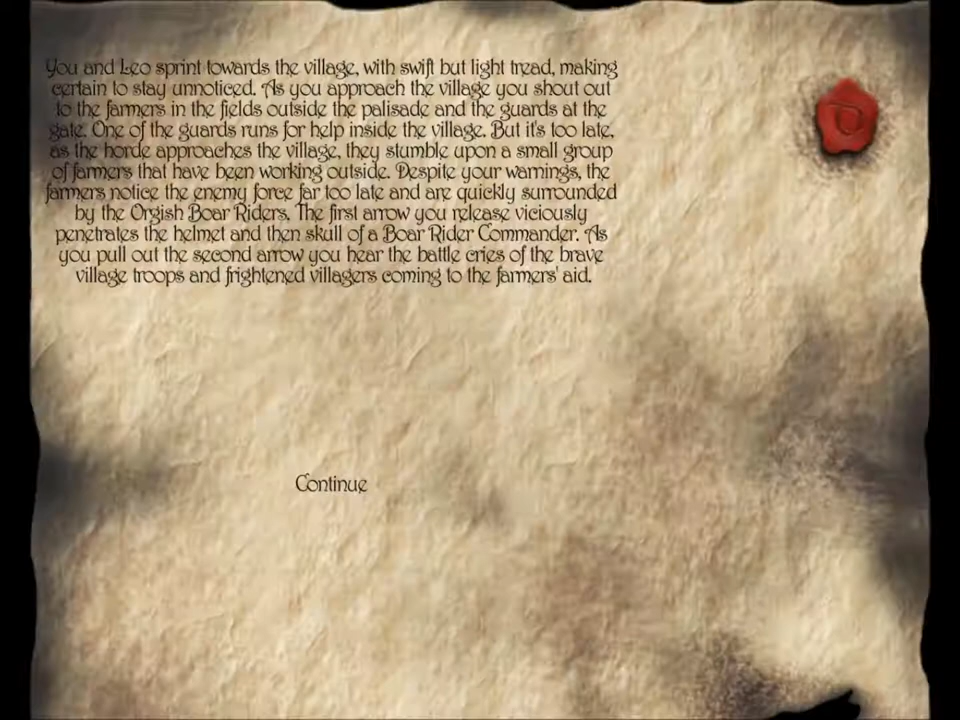 You and Leo sprint towards the village, with swift but light tread, making
certain to stay unnoticed. As you approach the village you shout out
to the farmers in the fields outside the palisade and the guards at the
gate. One of the guards runs for help inside the village. But it's too late,
as the horde approaches the village, they stumble upon a small group
of farmers that have been working outside. Despite your warnings, the
farmers notice the enemy force far too late and are quickly surrounded
by the Orgish Boar Riders. The first arrow you release viciously
penetrates the helmet and then skull of a Boar Rider Commander. As
you pull out the second arrow you hear the battle cries of the brave
village troops and frightened villagers coming to the farmers' aid.
Continue